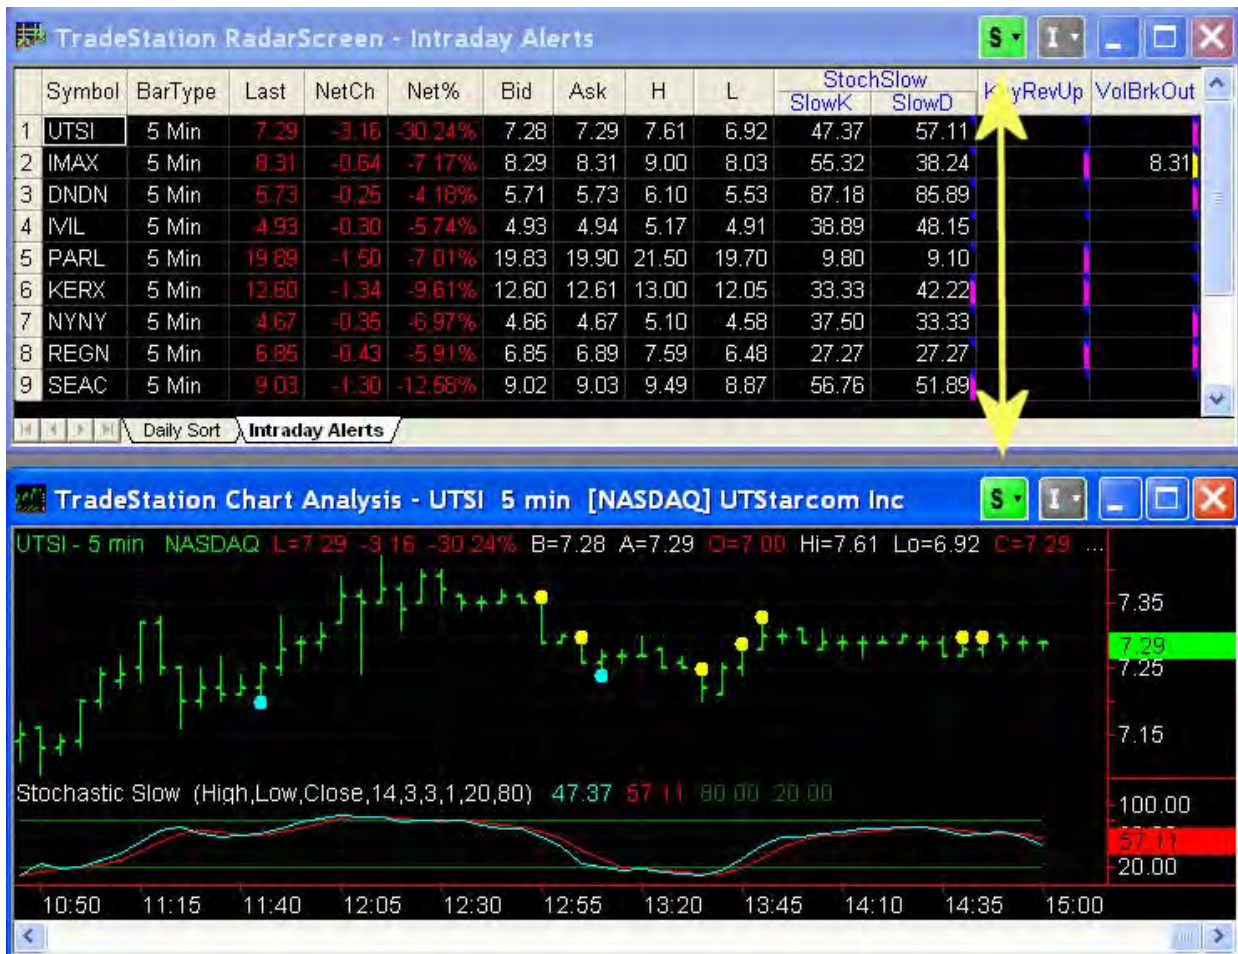 TradeStation RadarScreen - Intraday Alerts S I
StochSlow
Symbol BarType Last NetCh Net% Bid Ask H L SlowK SlowD yRevUp VolBrkOut
1 UTSI 5 Min 7.29 -3.16 -30.24% 7.28 7.29 7.61 6.92 47.37 57.11
2 IMAX 5 Min 8.31 -0.64 -7.17% 8.29 8.31 9.00 8.03 55.32 38.24 8.31
3 DNDN 5 Min 5.73 -0.25 -4.18% 5.71 5.73 6.10 5.53 87.18 85.89
4 IVIL 5 Min 4.93 -0.30 -5.74% 4.93 4.94 5.17 4.91 38.89 48.15
5 PARL 5 Min 19.89 -1.50 -7.01% 19.83 19.90 21.50 19.70 9.80 9.10
6 KERX 5 Min 12.60 -1.34 -9.61% 12.60 12.61 13.00 12.05 33.33 42.22
7 NYNY 5 Min 4.67 -0.35 -6.97% 4.66 4.67 5.10 4.58 37.50 33.33
8 REGN 5 Min 6.85 -0.43 -5.91% 6.85 6.89 7.59 6.48 27.27 27.27
9 SEAC 5 Min 9.03 -1.30 -12.58% 9.02 9.03 9.49 8.87 56.76 51.89
Daily Sort Intraday Alerts
TradeStation Chart Analysis - UTSI 5 min [NASDAQ] UTStarcom Inc S I
UTSI - 5 min NASDAQ L=7.29 -3.16 -30.24% B=7.28 A=7.29 O=7.00 Hi=7.61 Lo=6.92 C=7.29 ...
7.35
7.29
7.25
7.15
Stochastic Slow (High,Low,Close,14,3,3,1,20,80) 47.37 57.11 80.00 20.00
100.00
57.11
20.00
10:50 11:15 11:40 12:05 12:30 12:55 13:20 13:45 14:10 14:35 15:00